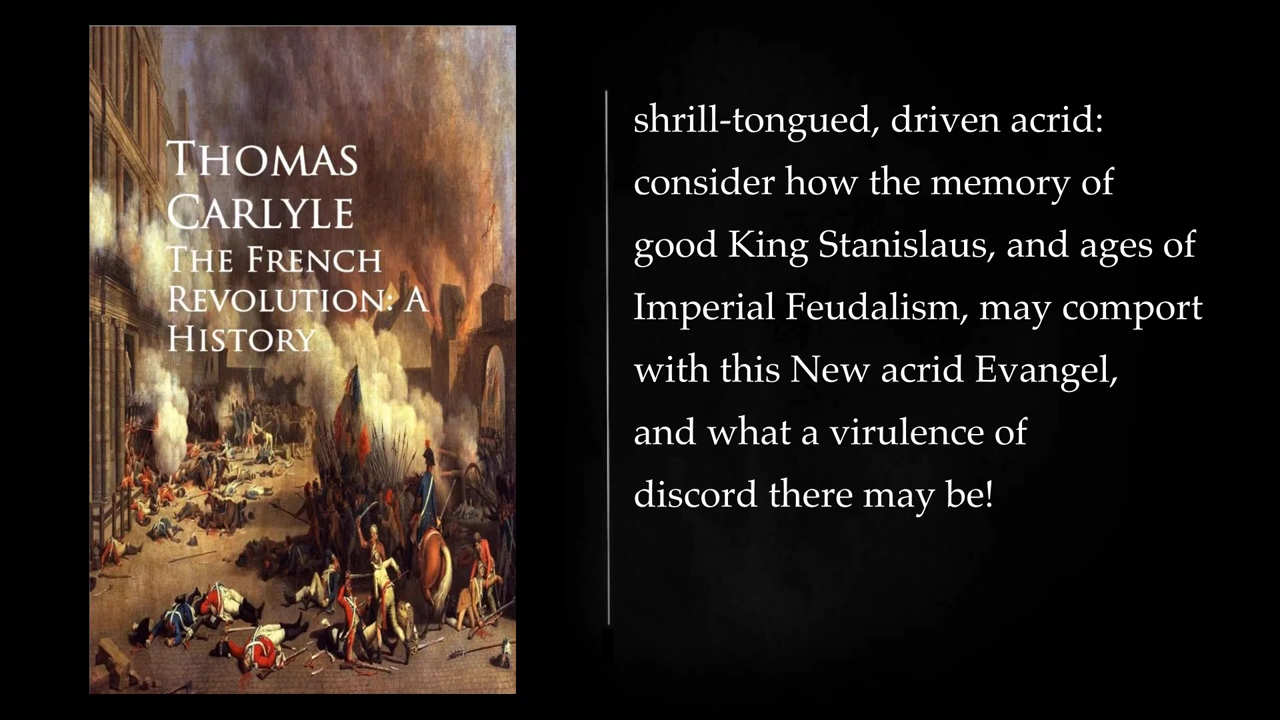 THOMAS
CARLYLE
THE FRENCH
REVOLUTION: A
HISTORY
shrill-tongued, driven acrid:
consider how the memory of
good King Stanislaus, and ages of
Imperial Feudalism, may comport
with this New acrid Evangel,
and what a virulence of
discord there may be!